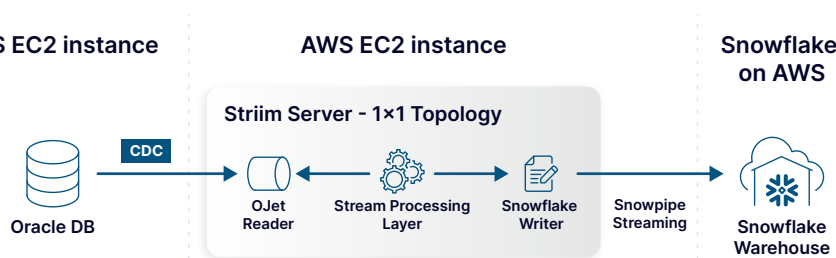 S EC2 instance
AWS EC2 instance
Snowflake
on AWS
Striim Server - 1×1 Topology
CDC
Oracle DB
OJet
Reader
Stream Processing
Layer
Snowflake
Writer
Snowpipe
Streaming
Snowflake
Warehouse